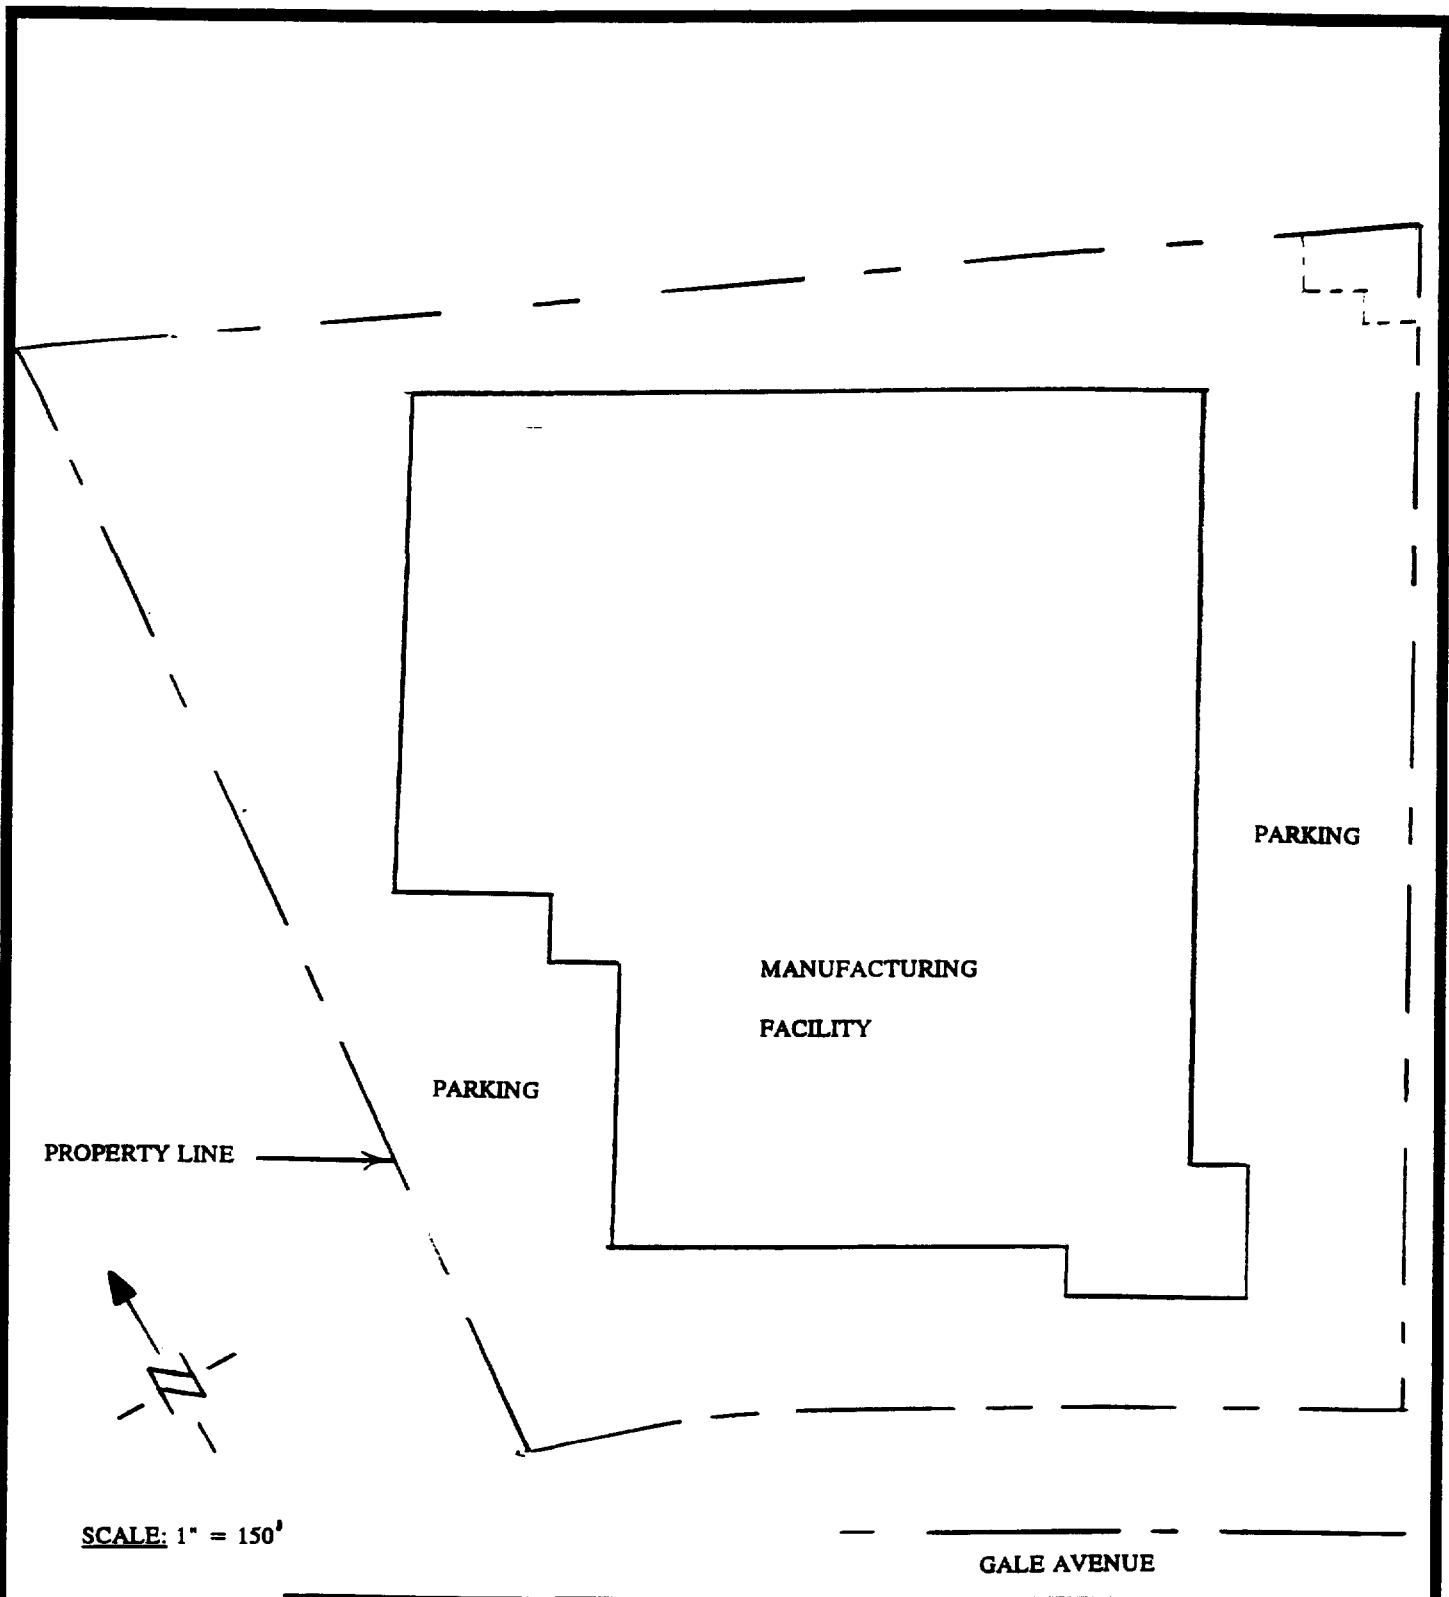 PARKING
MANUFACTURING
FACILITY
PARKING
PROPERTY LINE
N
SCALE: 1" = 150'
GALE AVENUE